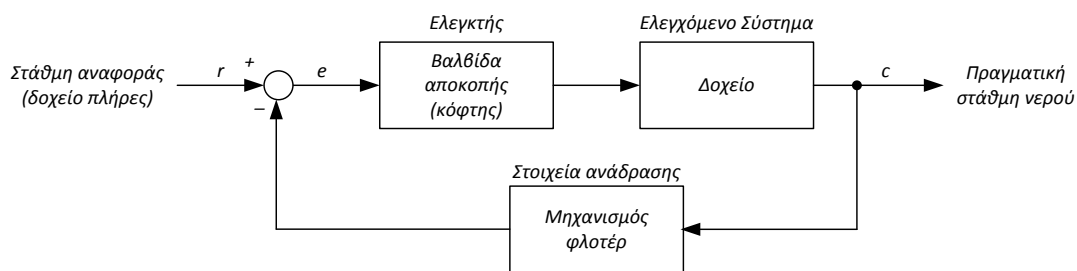 Ελεγκτής
Ελεγχόμενο Σύστημα
Στάθμη αναφοράς
(δοχείο πλήρες)
r
+
−
e
Βαλβίδα
αποκοπής
(κόφτης)
Δοχείο
c
Πραγματική
στάθμη νερού
Στοιχεία ανάδρασης
Μηχανισμός
φλοτέρ